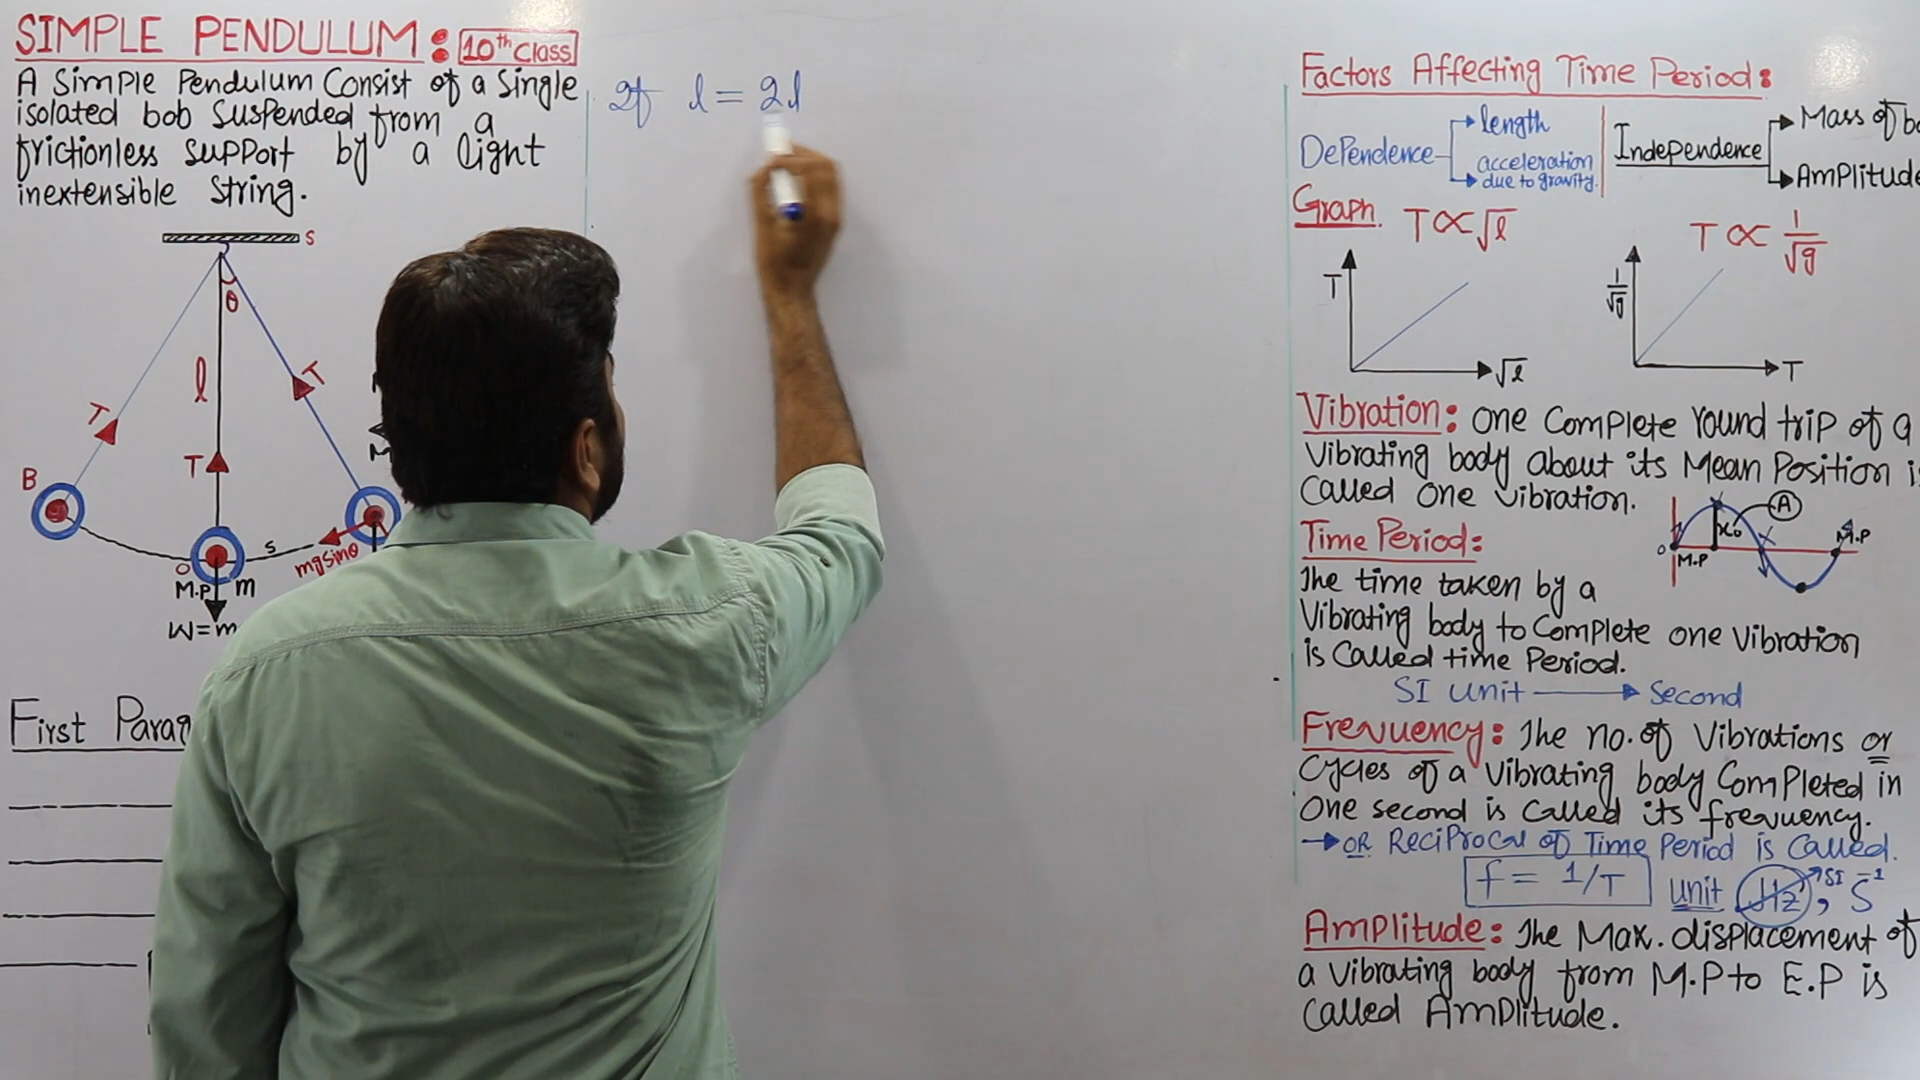 SIMPLE PENDULUM: 10th Class
A Simple Pendulum Consist of a Single
isolated bob suspended from a
frictionless support by a light
inextensible string.
S
θ
l
T
T
T
B
O
M.P
m
S
mgsinθ
First
If l = 2l
Factors Affecting Time Period:
Dependence
length
acceleration
due to gravity.
Independence
Mass of
Amplitude
Graph
T ∝ √l
T
√l
T ∝ 1/√g
1/√g
T
Vibration: One Complete round trip of a
Vibrating body about its Mean Position
Called One Vibration.
A
x₀
O
M.P
M.P
Time Period:
The time taken by a
Vibrating body to Complete one Vibration
is Called time Period.
SI unit → Second
Frequency: The no. of Vibrations or
Cycles of a Vibrating body Completed in
One second is Called its frequency.
→ OR Reciprocal of Time Period is Called.
f = 1/T unit Hz SI, S⁻¹
Amplitude: The Max. displacement of
a Vibrating body from M.P to E.P is
Called Amplitude.